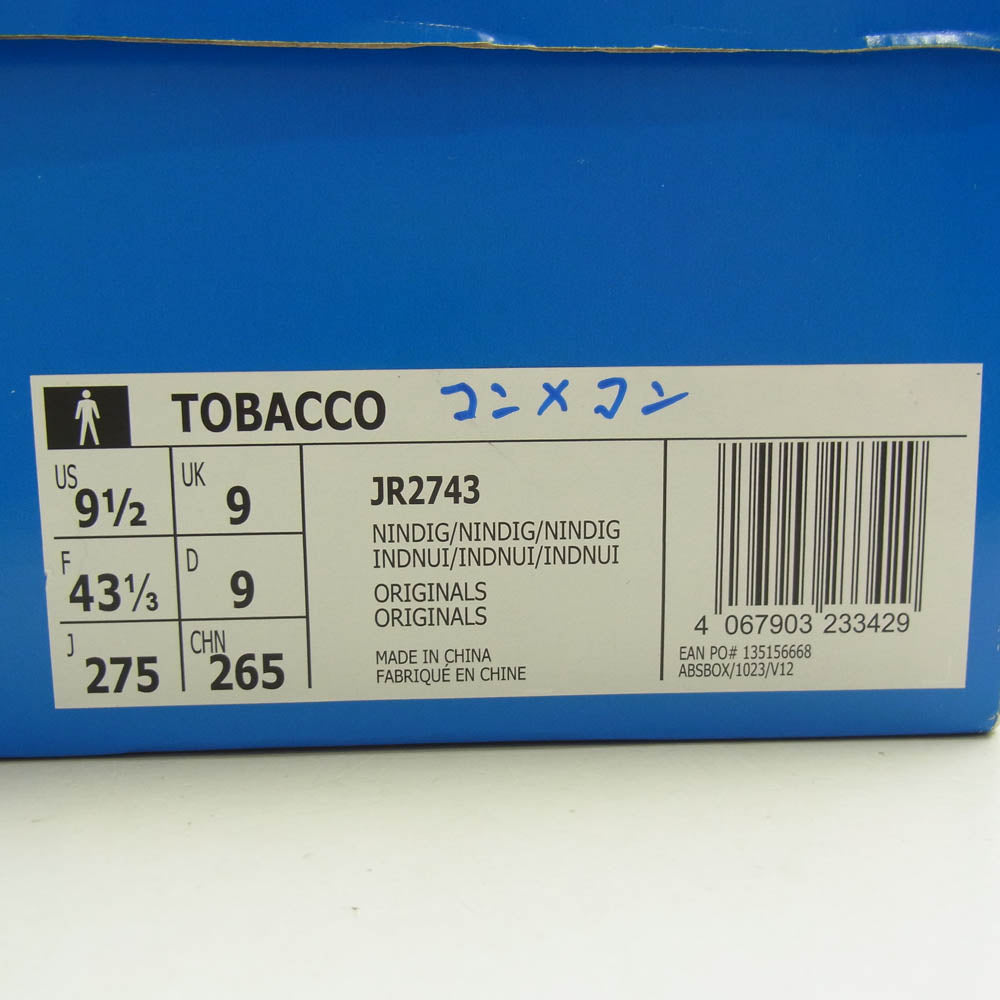 TOBACCO コン×コン
US 9½ UK 9
F 43⅓ D 9
J 275 CHN 265
JR2743
NINDIG/NINDIG/NINDIG
INDNUI/INDNUI/INDNUI
ORIGINALS
ORIGINALS
MADE IN CHINA
FABRIQUÉ EN CHINE
4 067903 233429
EAN PO# 135156668
ABSBOX/1023/V12